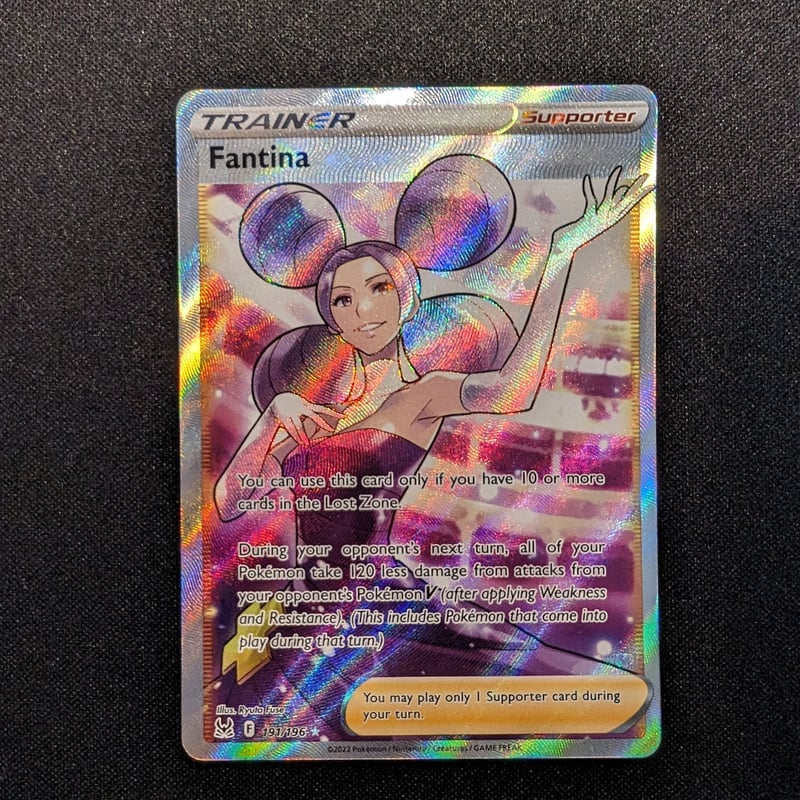 TRAINER Supporter
Fantina
You can use this card only if you have 10 or more
cards in the Lost Zone.
During your opponent's next turn, all of your
Pokémon take 120 less damage from attacks from
your opponent's Pokémon V (after applying Weakness
and Resistance). (This includes Pokémon that come into
play during that turn.)
You may play only 1 Supporter card during
your turn.
Illus. Ryuta Fuse
F 191/196
©2022 Pokémon / Nintendo / Creatures / GAME FREAK